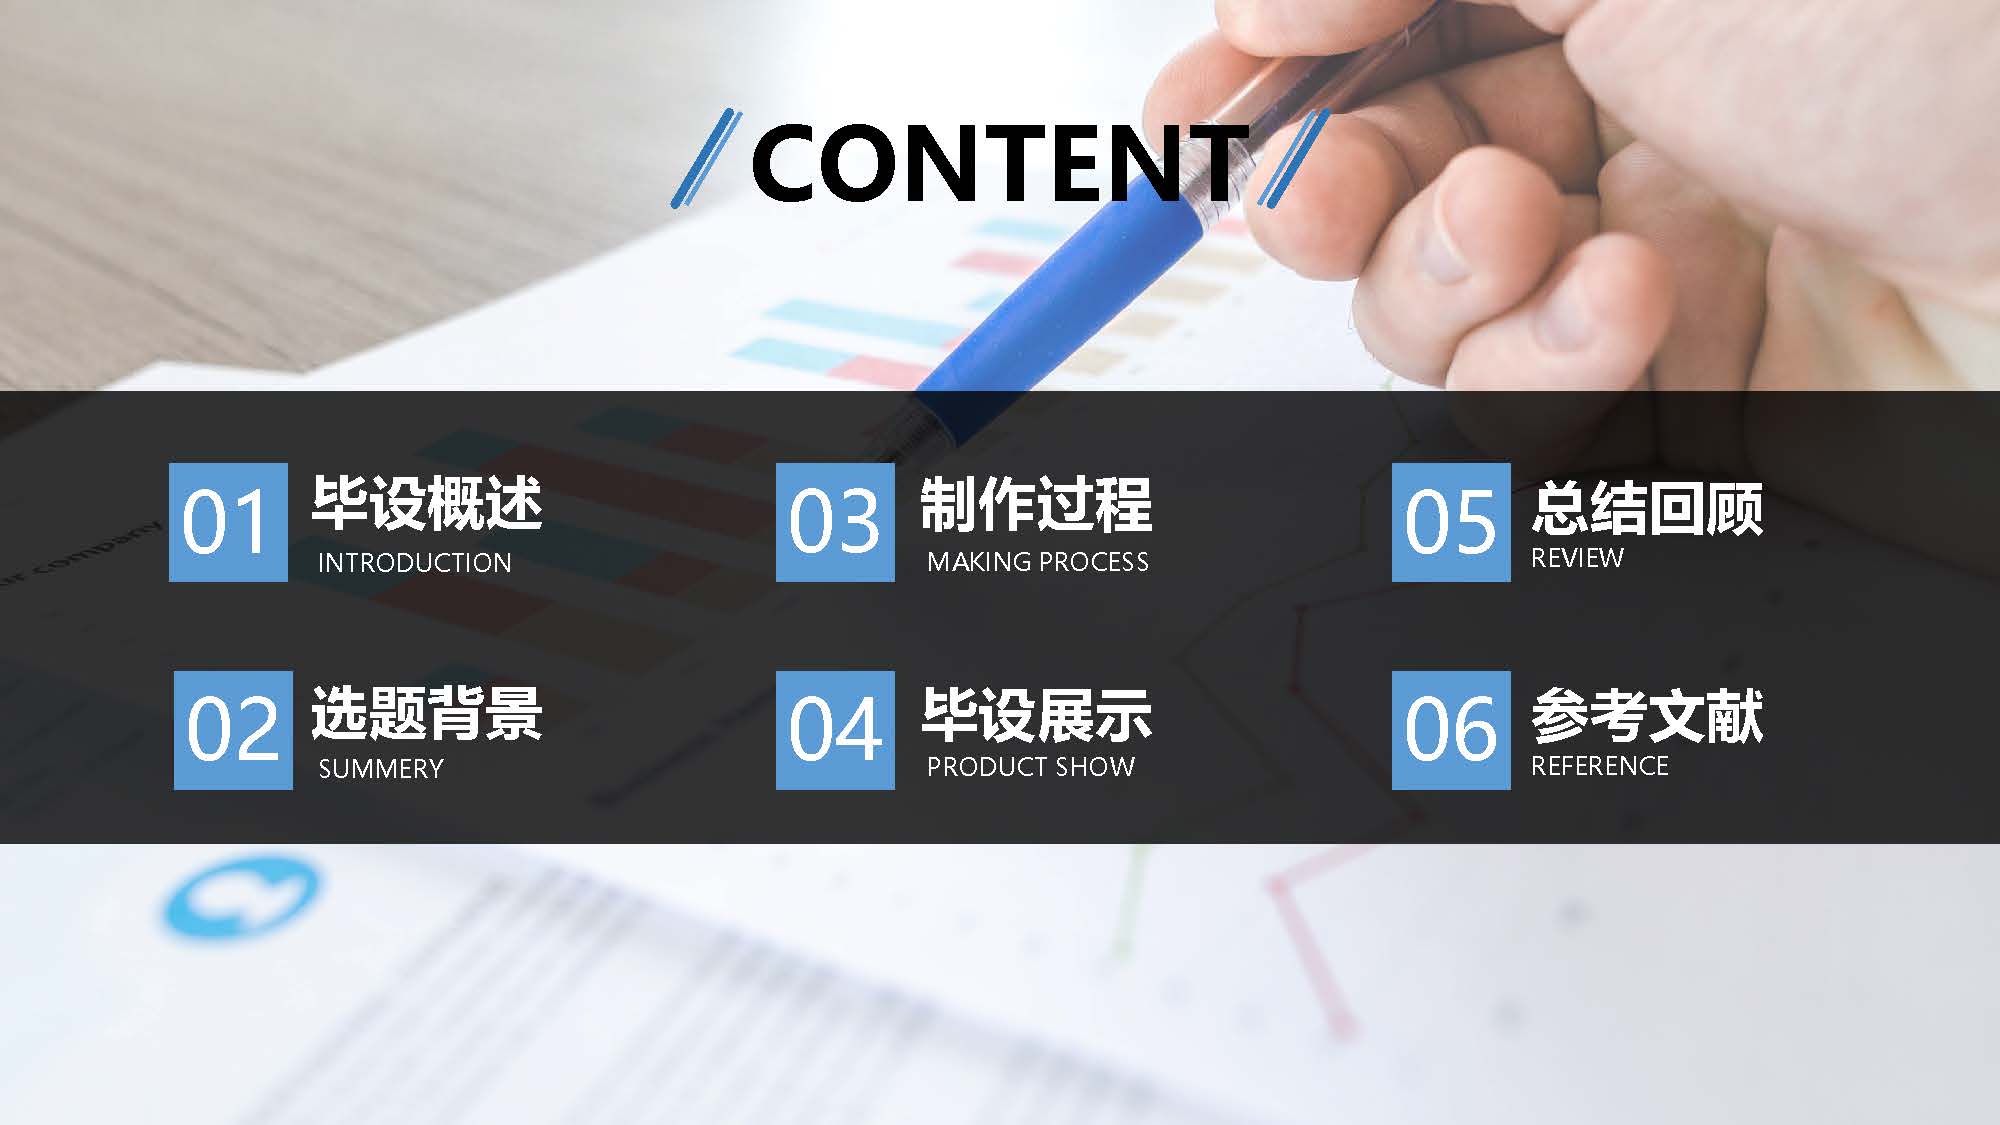 CONTENT
01
毕设概述
INTRODUCTION
02
选题背景
SUMMERY
03
制作过程
MAKING PROCESS
04
毕设展示
PRODUCT SHOW
05
总结回顾
REVIEW
06
参考文献
REFERENCE
company